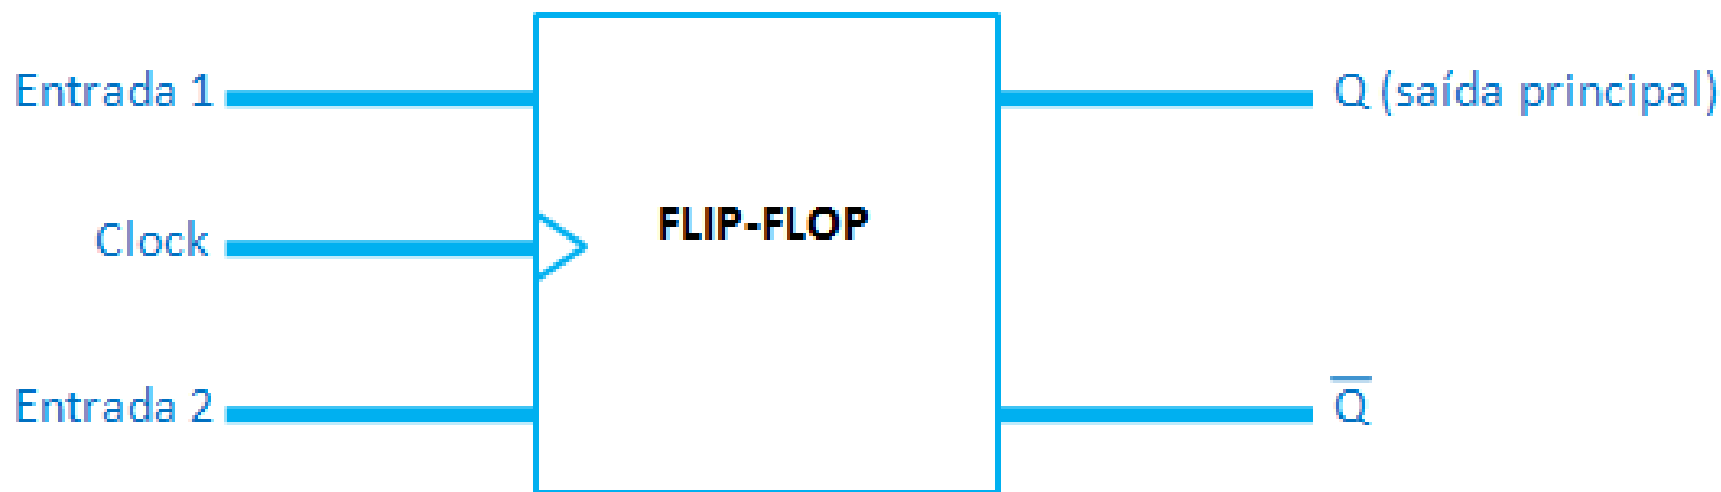 Entrada 1
Q (saída principal)
FLIP-FLOP
Clock
Entrada 2
Q̅